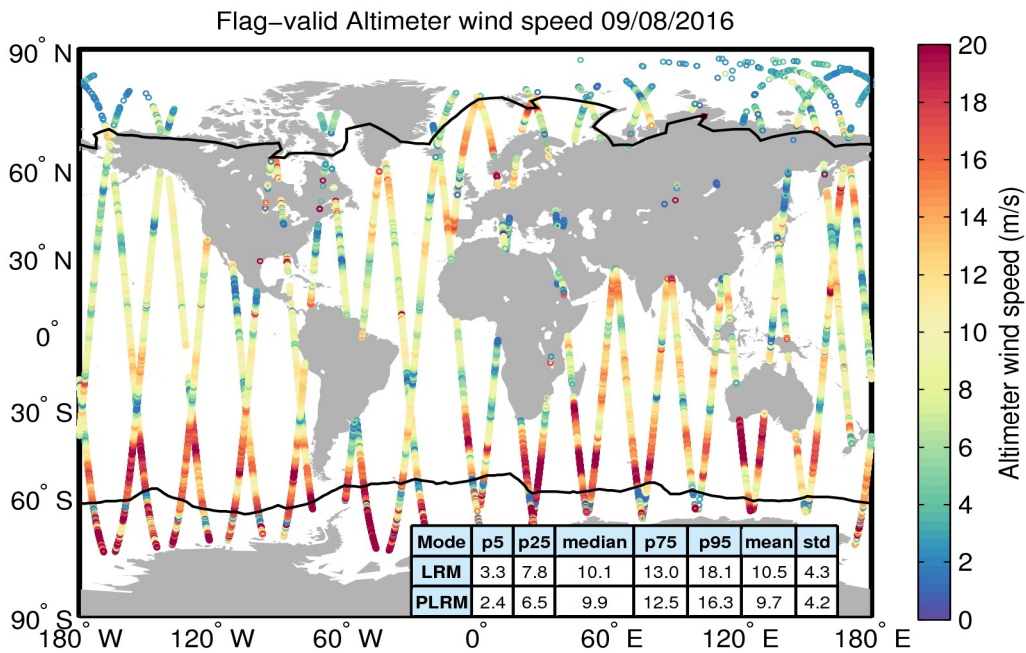 Flag−valid Altimeter wind speed 09/08/2016
90° N
60° N
30° N
0°
30° S
60° S
90° S
180° W
120° W
60° W
0°
60° E
120° E
180° E
Mode p5 p25 median p75 p95 mean std
LRM 3.3 7.8 10.1 13.0 18.1 10.5 4.3
PLRM 2.4 6.5 9.9 12.5 16.3 9.7 4.2
20
18
16
14
12
10
8
6
4
2
0
Altimeter wind speed (m/s)